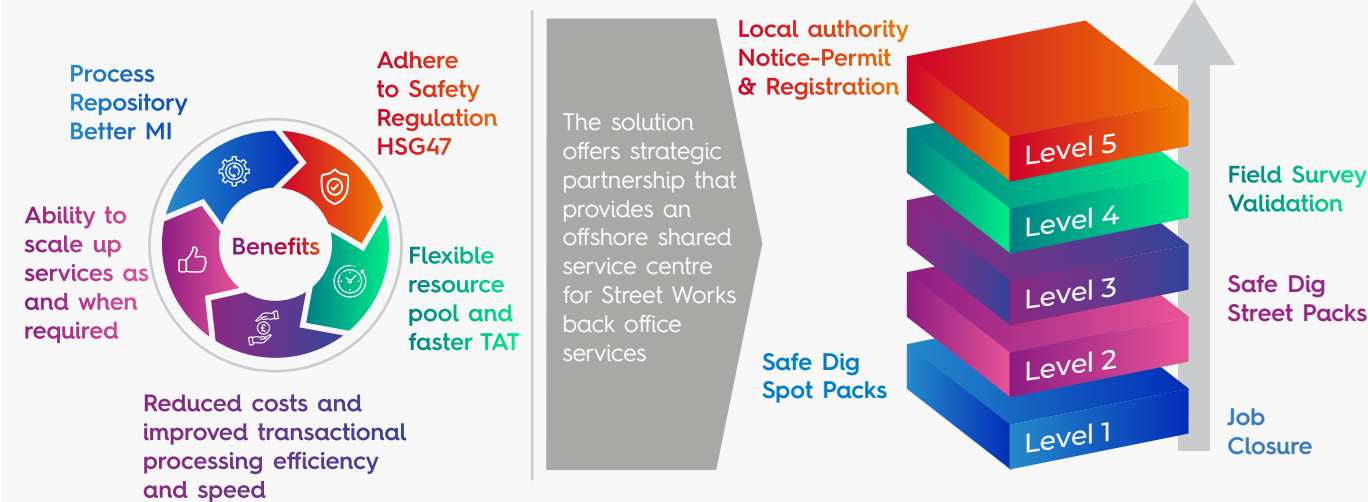 Process
Repository
Better MI
Adhere
to Safety
Regulation
HSG47
Ability to
scale up
services as
and when
required
Benefits
Flexible
resource
pool and
faster TAT
Reduced costs and
improved transactional
processing efficiency
and speed
£
The solution
offers strategic
partnership that
provides an
offshore shared
service centre
for Street Works
back office
services
Local authority
Notice-Permit
& Registration
Level 5
Level 4
Field Survey
Validation
Level 3
Safe Dig
Street Packs
Level 2
Safe Dig
Spot Packs
Level 1
Job
Closure